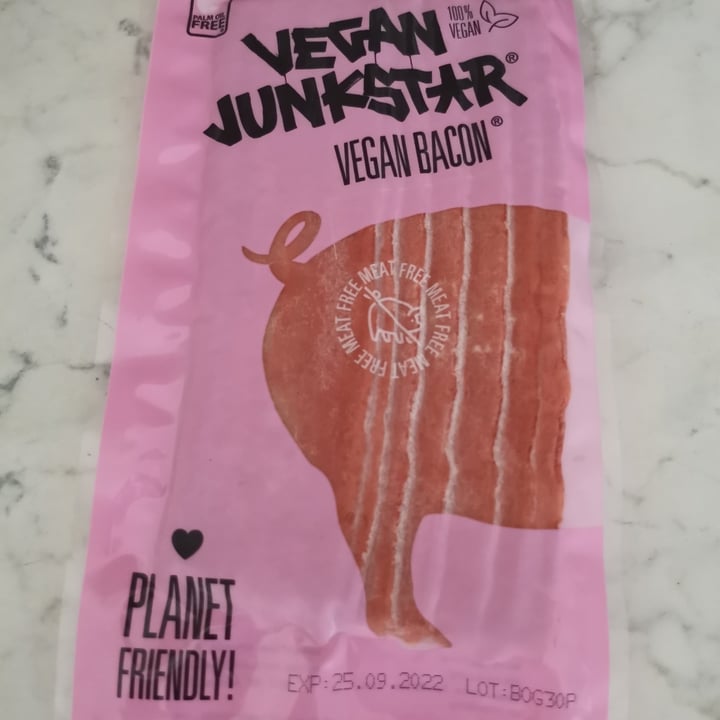 PALM OIL
FREE
100%
VEGAN
VEGAN
JUNKSTAR®
VEGAN BACON®
MEAT FREE MEAT FREE MEAT FREE MEAT FREE
PLANET
FRIENDLY!
EXP:25.09.2022 LOT:BOG30P